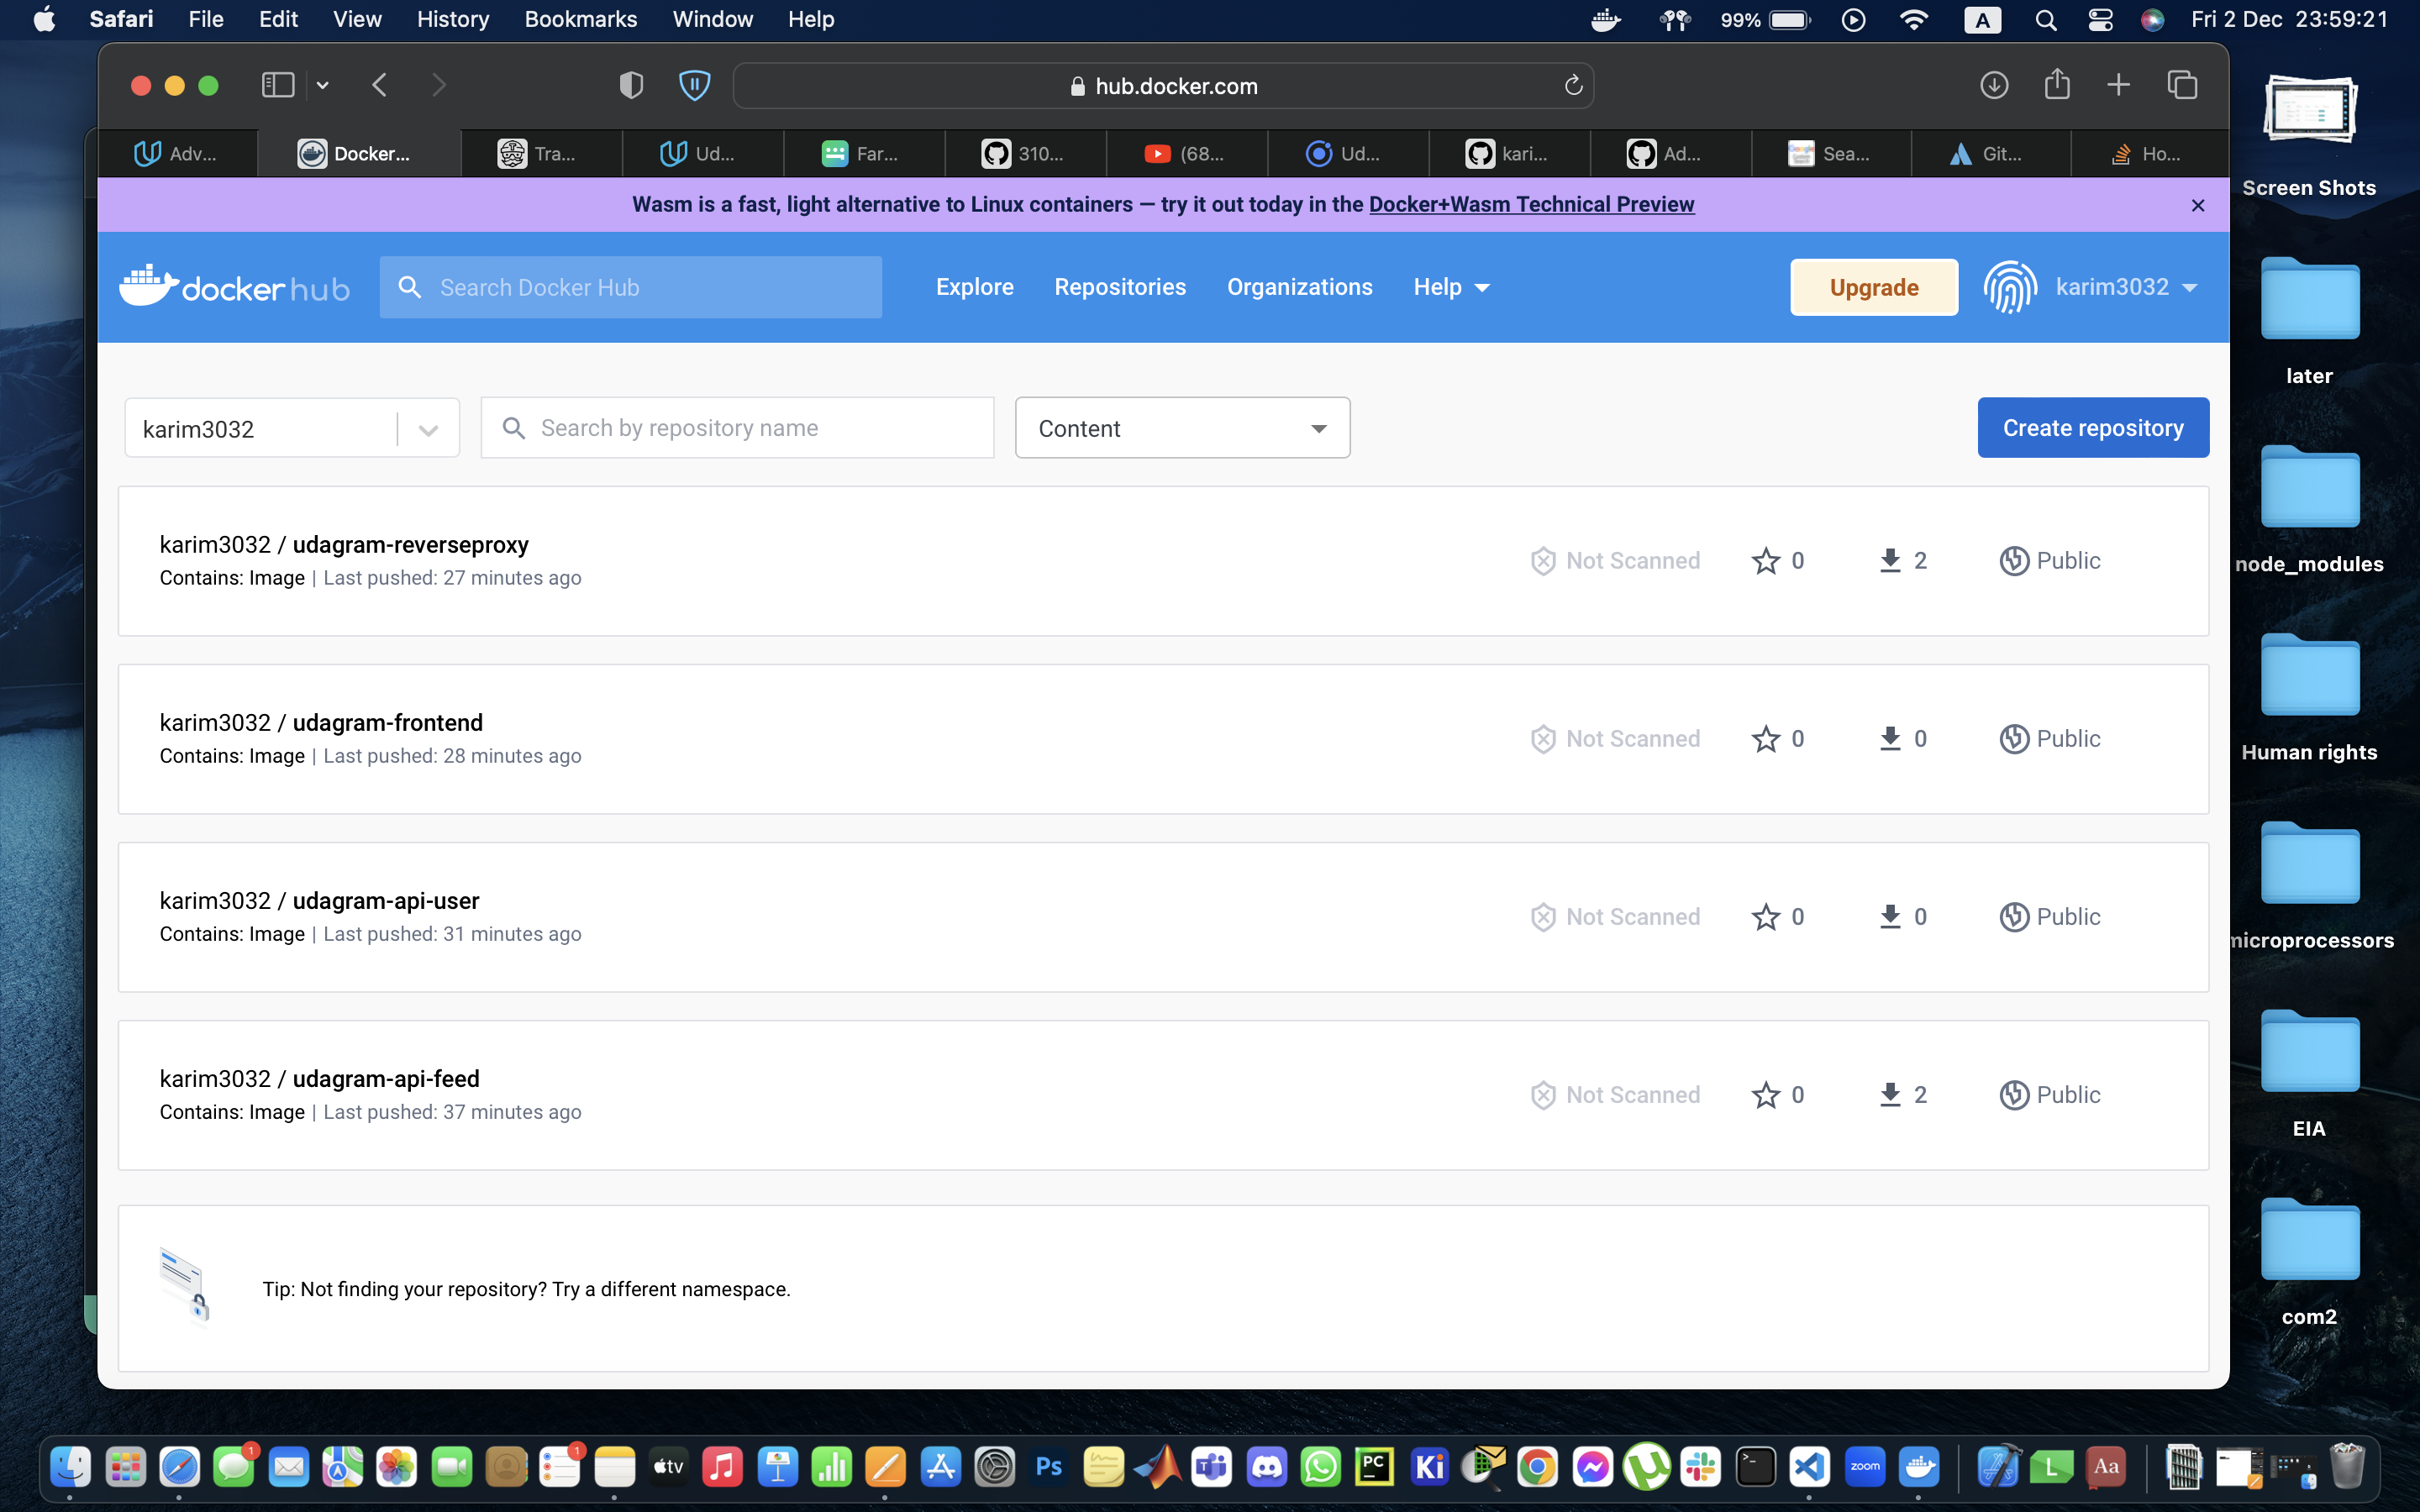 Safari File Edit View History Bookmarks Window Help 99% A Fri 2 Dec 23:59:21
hub.docker.com
Adv... Docker... Tra... Ud... Far... 310... (68... Ud... kari... Ad... Sea... Git... Ho...
Wasm is a fast, light alternative to Linux containers — try it out today in the Docker+Wasm Technical Preview
dockerhub Search Docker Hub Explore Repositories Organizations Help Upgrade karim3032
karim3032 Search by repository name Content Create repository
karim3032 / udagram-reverseproxy
Contains: Image | Last pushed: 27 minutes ago
Not Scanned 0 2 Public
karim3032 / udagram-frontend
Contains: Image | Last pushed: 28 minutes ago
Not Scanned 0 0 Public
karim3032 / udagram-api-user
Contains: Image | Last pushed: 31 minutes ago
Not Scanned 0 0 Public
karim3032 / udagram-api-feed
Contains: Image | Last pushed: 37 minutes ago
Not Scanned 0 2 Public
Tip: Not finding your repository? Try a different namespace.
Screen Shots
later
node_modules
Human rights
microprocessors
EIA
com2
1 1 tv Ps PC Ki zoom L Aa